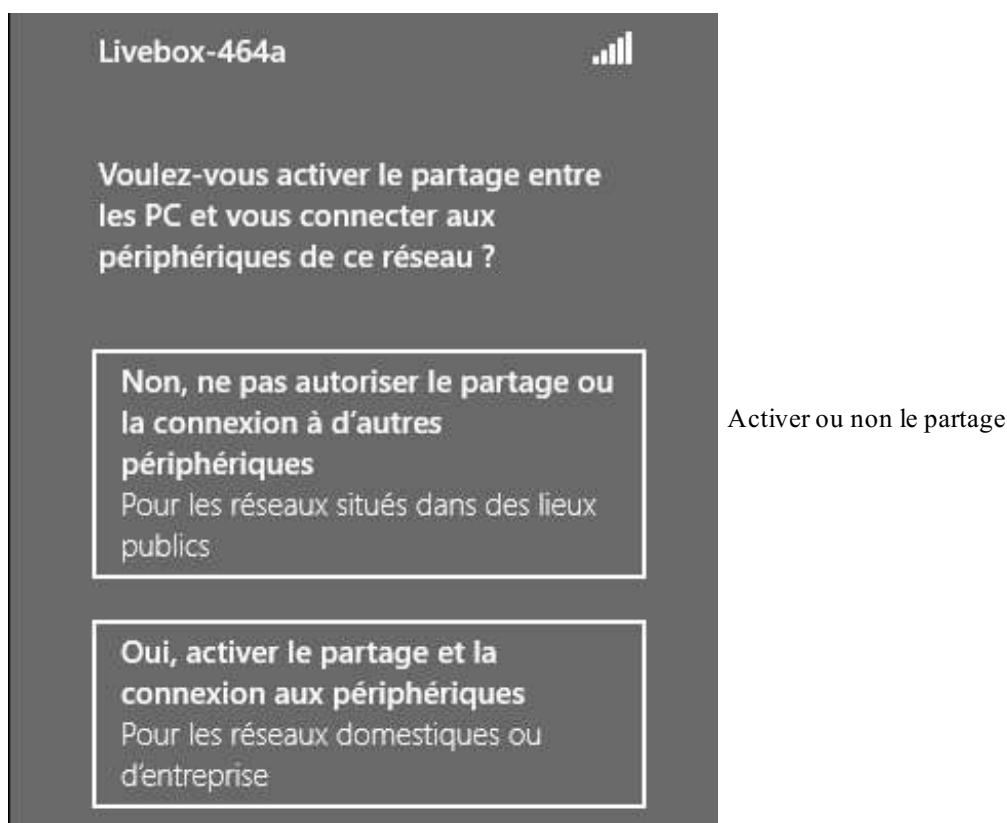 Livebox-464a
Voulez-vous activer le partage entre
les PC et vous connecter aux
périphériques de ce réseau ?
Non, ne pas autoriser le partage ou
la connexion à d'autres
périphériques
Pour les réseaux situés dans des lieux
publics
Oui, activer le partage et la
connexion aux périphériques
Pour les réseaux domestiques ou
d'entreprise
Activer ou non le partage